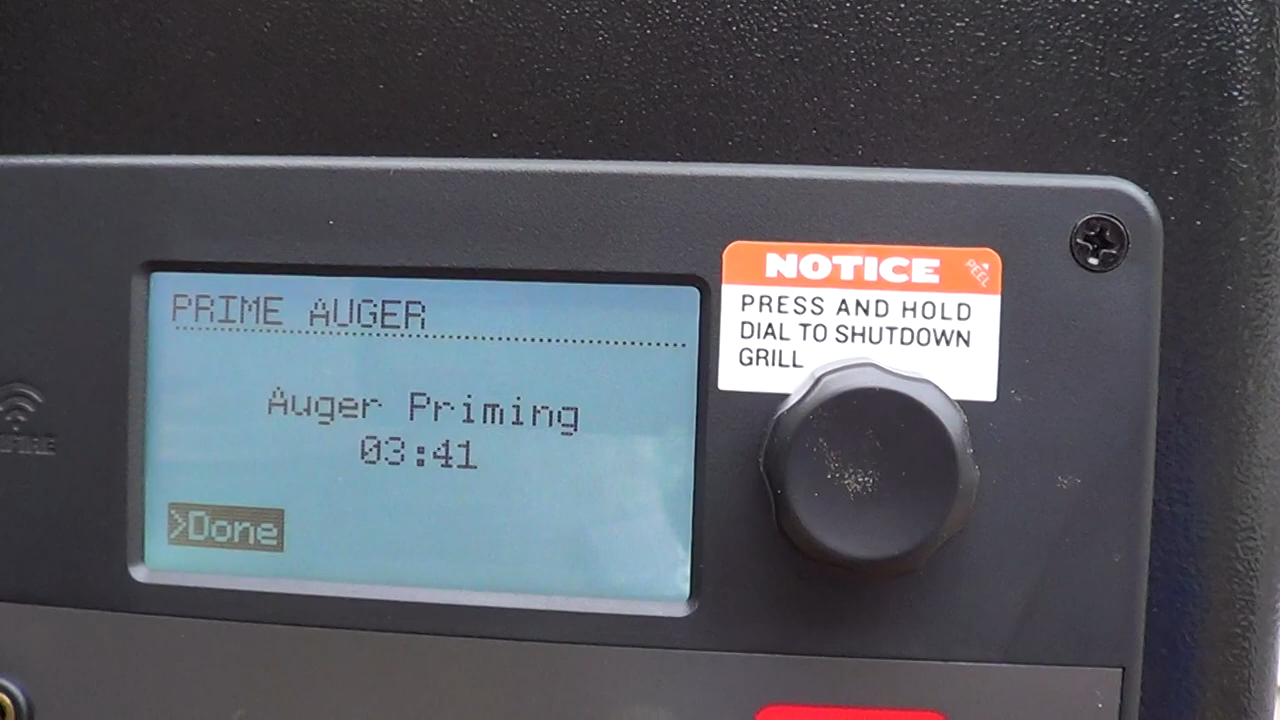 PRIME AUGER
Auger Priming
03:41
>Done
NOTICE
PEEL
PRESS AND HOLD
DIAL TO SHUTDOWN
GRILL